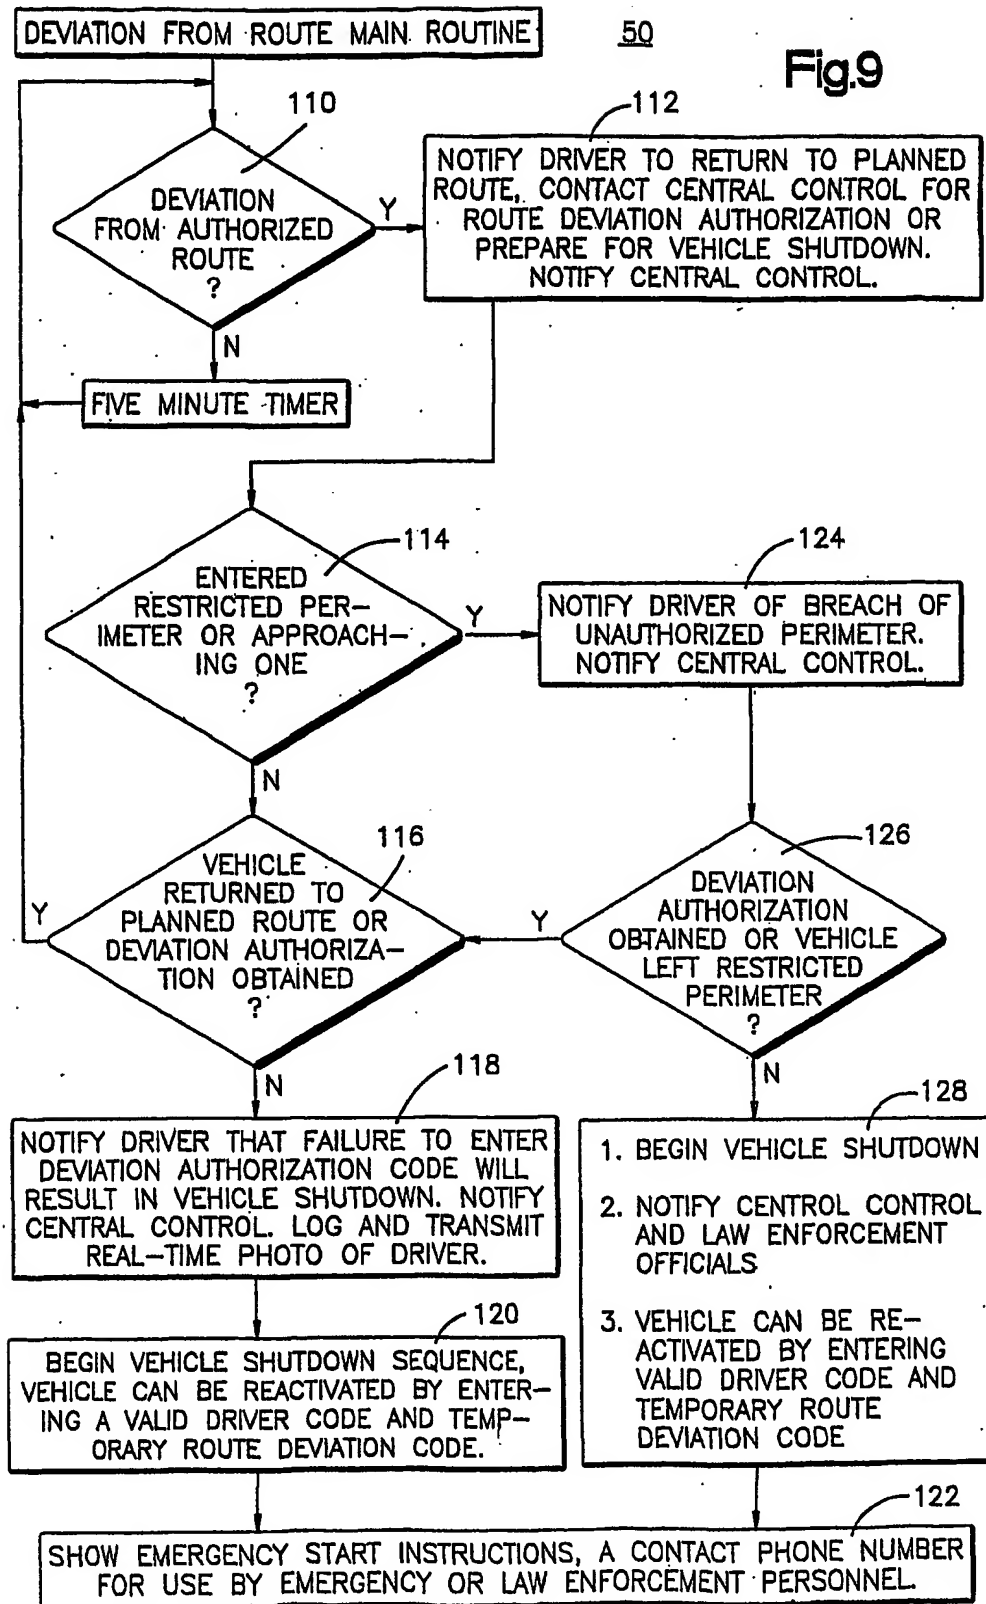 DEVIATION FROM ROUTE MAIN ROUTINE
50
Fig.9
110
DEVIATION
FROM AUTHORIZED
ROUTE
?
Y
N
112
NOTIFY DRIVER TO RETURN TO PLANNED
ROUTE, CONTACT CENTRAL CONTROL FOR
ROUTE DEVIATION AUTHORIZATION OR
PREPARE FOR VEHICLE SHUTDOWN.
NOTIFY CENTRAL CONTROL.
FIVE MINUTE TIMER
114
ENTERED
RESTRICTED PER-
IMETER OR APPROACH-
ING ONE
?
Y
N
124
NOTIFY DRIVER OF BREACH OF
UNAUTHORIZED PERIMETER.
NOTIFY CENTRAL CONTROL.
116
VEHICLE
RETURNED TO
PLANNED ROUTE OR
DEVIATION AUTHORIZA-
TION OBTAINED
?
Y
N
126
DEVIATION
AUTHORIZATION
OBTAINED OR VEHICLE
LEFT RESTRICTED
PERIMETER
?
Y
N
118
NOTIFY DRIVER THAT FAILURE TO ENTER
DEVIATION AUTHORIZATION CODE WILL
RESULT IN VEHICLE SHUTDOWN. NOTIFY
CENTRAL CONTROL. LOG AND TRANSMIT
REAL-TIME PHOTO OF DRIVER.
128
1. BEGIN VEHICLE SHUTDOWN
2. NOTIFY CENTRAL CONTROL
AND LAW ENFORCEMENT
OFFICIALS
3. VEHICLE CAN BE RE-
ACTIVATED BY ENTERING
VALID DRIVER CODE AND
TEMPORARY ROUTE
DEVIATION CODE
120
BEGIN VEHICLE SHUTDOWN SEQUENCE,
VEHICLE CAN BE REACTIVATED BY ENTER-
ING A VALID DRIVER CODE AND TEMP-
ORARY ROUTE DEVIATION CODE.
122
SHOW EMERGENCY START INSTRUCTIONS, A CONTACT PHONE NUMBER
FOR USE BY EMERGENCY OR LAW ENFORCEMENT PERSONNEL.